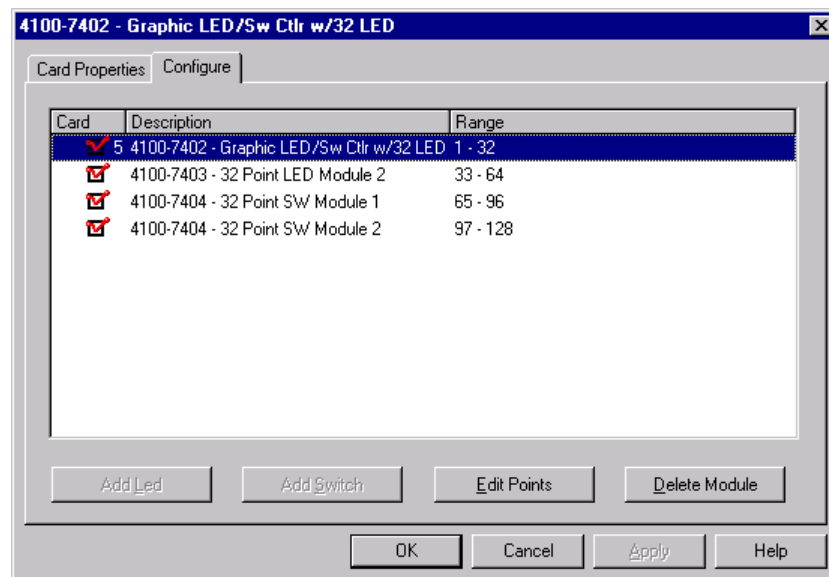 4100-7402 - Graphic LED/Sw Ctlr w/32 LED
Card Properties Configure
Card Description Range
5 4100-7402 - Graphic LED/Sw Ctlr w/32 LED 1 - 32
4100-7403 - 32 Point LED Module 2 33 - 64
4100-7404 - 32 Point SW Module 1 65 - 96
4100-7404 - 32 Point SW Module 2 97 - 128
Add Led Add Switch Edit Points Delete Module
OK Cancel Apply Help